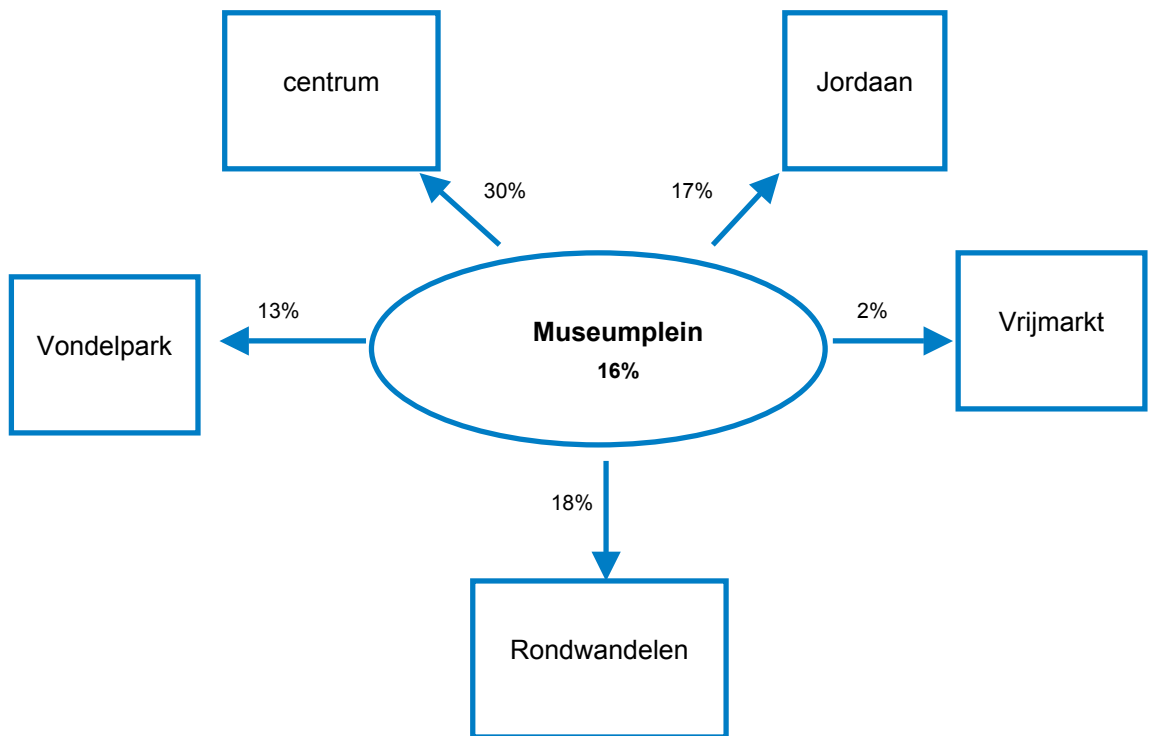 centrum
Jordaan
30%
17%
Vondelpark
13%
Museumplein
16%
2%
Vrijmarkt
18%
Rondwandelen